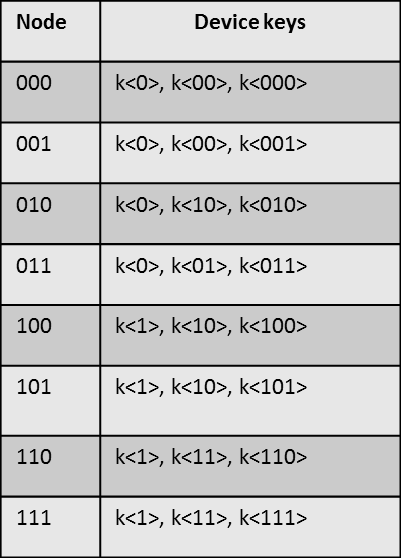 Node Device keys
000 k<0>, k<00>, k<000>
001 k<0>, k<00>, k<001>
010 k<0>, k<10>, k<010>
011 k<0>, k<01>, k<011>
100 k<1>, k<10>, k<100>
101 k<1>, k<10>, k<101>
110 k<1>, k<11>, k<110>
111 k<1>, k<11>, k<111>